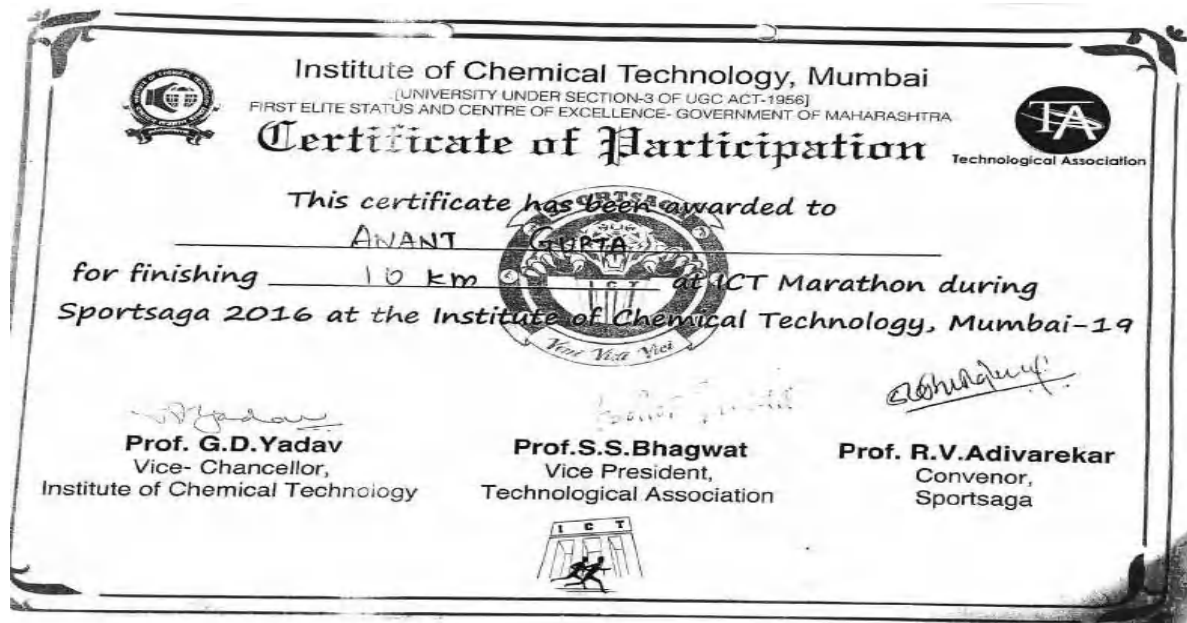 Institute of Chemical Technology, Mumbai
[UNIVERSITY UNDER SECTION-3 OF UGC ACT-1956]
FIRST ELITE STATUS AND CENTRE OF EXCELLENCE- GOVERNMENT OF MAHARASHTRA
Certificate of Participation
TA
Technological Association
This certificate has been awarded to
SPORTSAGA
ANANT GUPTA
for finishing 10 km at ICT Marathon during
ICT
Sportsaga 2016 at the Institute of Chemical Technology, Mumbai-19
Veni Vidi Vici
Prof. G.D.Yadav
Vice- Chancellor,
Institute of Chemical Technology
Prof.S.S.Bhagwat
Vice President,
Technological Association
Prof. R.V.Adivarekar
Convenor,
Sportsaga
I C T